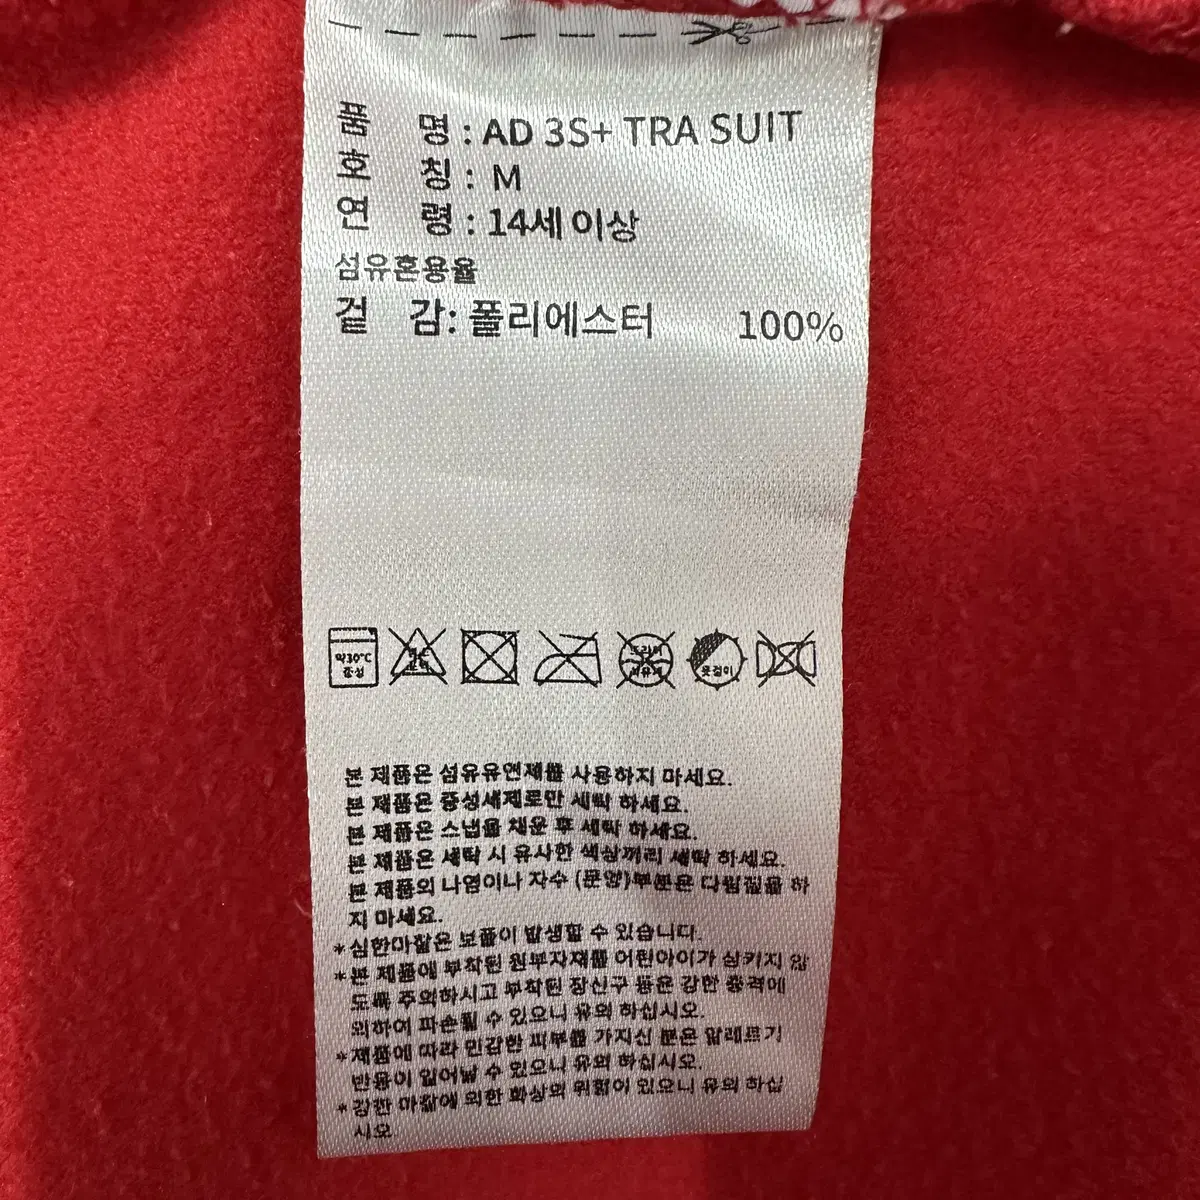 품 명 : AD 3S+ TRA SUIT
호 칭 : M
연 령 : 14세 이상
섬유혼용율
겉 감: 폴리에스터 100%
약30℃
중성
옷걸이
본 제품은 섬유유연제를 사용하지 마세요.
본 제품은 중성세제로만 세탁 하세요.
본 제품은 스냅을 채운 후 세탁 하세요.
본 제품은 세탁 시 유사한 색상끼리 세탁 하세요.
본 제품의 나염이나 자수 (문양)부분은 다림질을 하
지 마세요.
*심한마찰은 보풀이 발생할 수 있습니다.
*본 제품에 부착된 원부자재를 어린아이가 삼키지 않
도록 주의하시고 부착된 장신구 등은 강한 충격에
의하여 파손될 수 있으니 유의 하십시오.
*제품에 따라 민감한 피부를 가지신 분은 알레르기
반응이 일어날 수 있으니 유의 하십시오.
*강한 마찰에 의한 화상의 위험이 있으니 유의 하십
시오